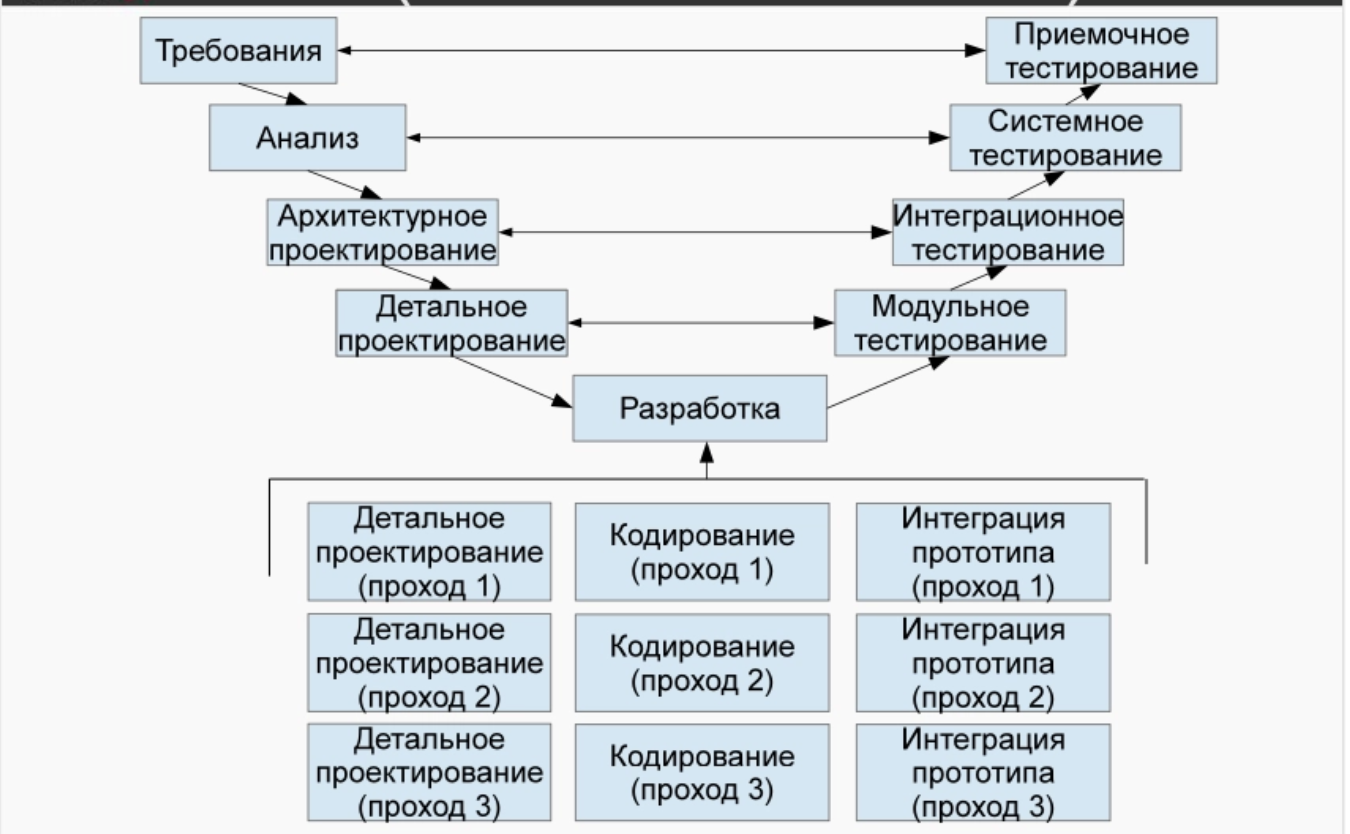 Требования
Приемочное
тестирование
Анализ
Системное
тестирование
Архитектурное
проектирование
Интеграционное
тестирование
Детальное
проектирование
Модульное
тестирование
Разработка
Детальное
проектирование
(проход 1)
Кодирование
(проход 1)
Интеграция
прототипа
(проход 1)
Детальное
проектирование
(проход 2)
Кодирование
(проход 2)
Интеграция
прототипа
(проход 2)
Детальное
проектирование
(проход 3)
Кодирование
(проход 3)
Интеграция
прототипа
(проход 3)